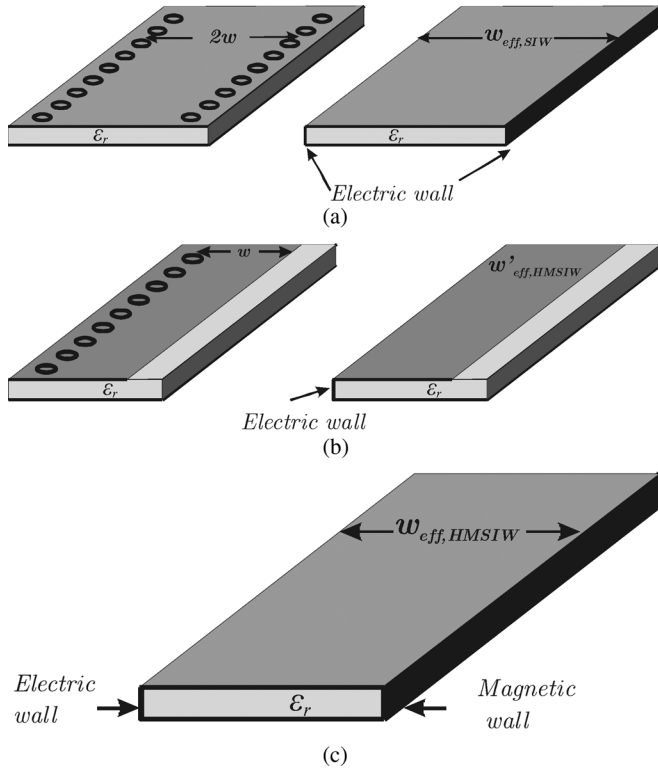 2w
w_eff,SIW
ε_r
ε_r
Electric wall
(a)
w
w'_eff,HMSIW
ε_r
ε_r
Electric wall
(b)
w_eff,HMSIW
Electric
wall
ε_r
Magnetic
wall
(c)